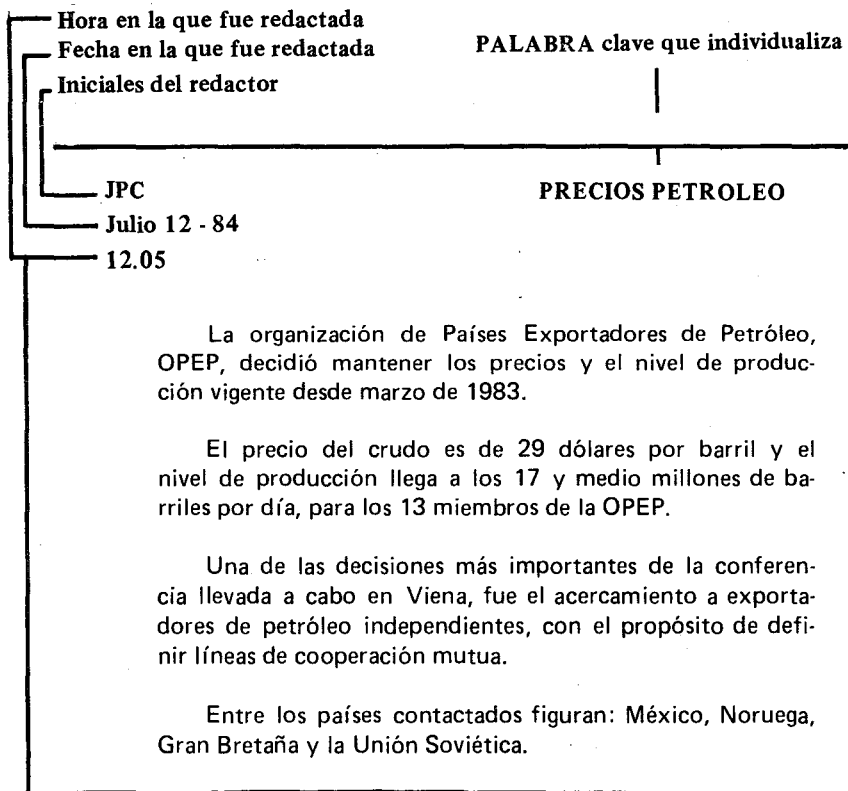 Hora en la que fue redactada
Fecha en la que fue redactada
PALABRA clave que individualiza
Iniciales del redactor
JPC
PRECIOS PETROLEO
Julio 12 - 84
12.05
La organización de Países Exportadores de Petróleo,
OPEP, decidió mantener los precios y el nivel de produc-
ción vigente desde marzo de 1983.
El precio del crudo es de 29 dólares por barril y el
nivel de producción llega a los 17 y medio millones de ba-
rriles por día, para los 13 miembros de la OPEP.
Una de las decisiones más importantes de la conferen-
cia llevada a cabo en Viena, fue el acercamiento a exporta-
dores de petróleo independientes, con el propósito de defi-
nir líneas de cooperación mutua.
Entre los países contactados figuran: México, Noruega,
Gran Bretaña y la Unión Soviética.